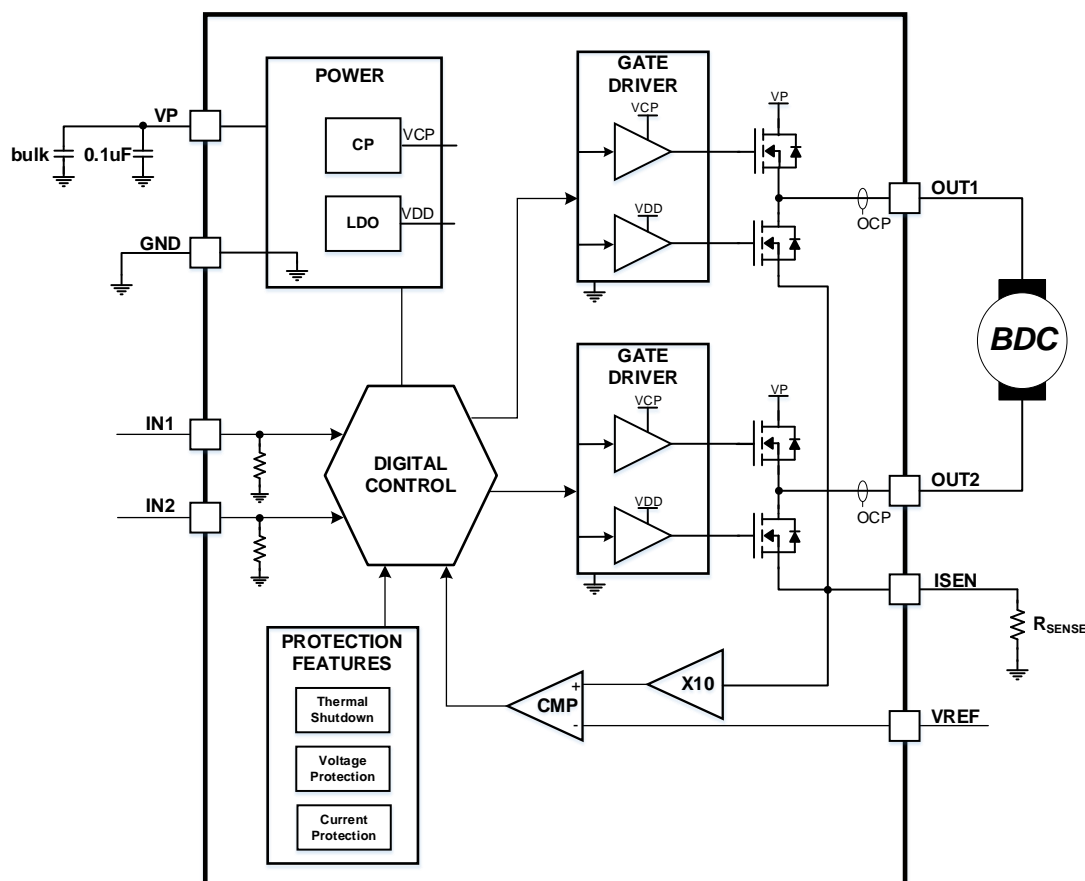 POWER
VP
bulk
0.1uF
CP
VCP
LDO
VDD
GND
GATE
DRIVER
VCP
VDD
VP
OCP
OUT1
BDC
GATE
DRIVER
VCP
VDD
VP
OCP
OUT2
IN1
IN2
DIGITAL
CONTROL
ISEN
RSENSE
PROTECTION
FEATURES
Thermal
Shutdown
Voltage
Protection
Current
Protection
CMP
+
-
X10
VREF